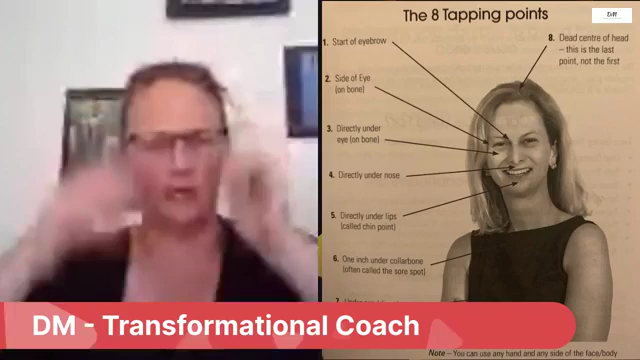 The 8 Tapping points
DM
1. Start of eyebrow
8. Dead centre of head
– this is the last
point, not the first
2. Side of Eye
(on bone)
3. Directly under
eye (on bone)
4. Directly under nose
5. Directly under lips
(called chin point)
6. One inch under collarbone
(often called the sore spot)
DM - Transformational Coach
Note – You can use any hand and any side of the face/body